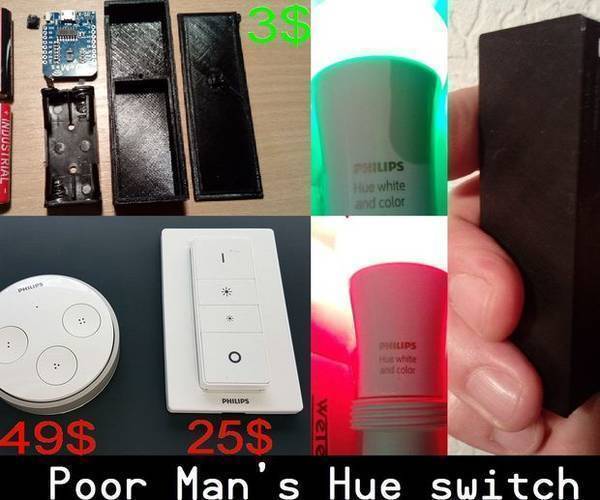 3$
INDUSTRIAL
PHILIPS
Hue white
and color
PHILIPS
PHILIPS
49$
25$
PHILIPS
Hue white
and color
Poor Man's Hue switch